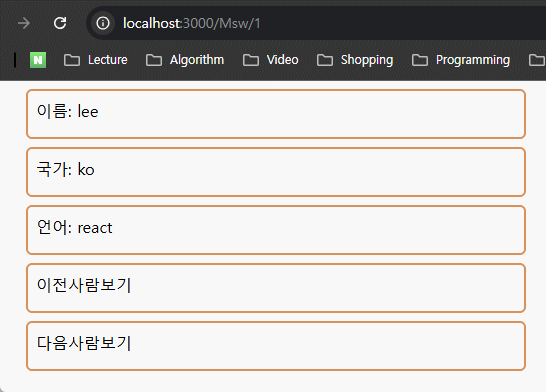 localhost:3000/Msw/1
N Lecture Algorithm Video Shopping Programming
이름: lee
국가: ko
언어: react
이전사람보기
다음사람보기